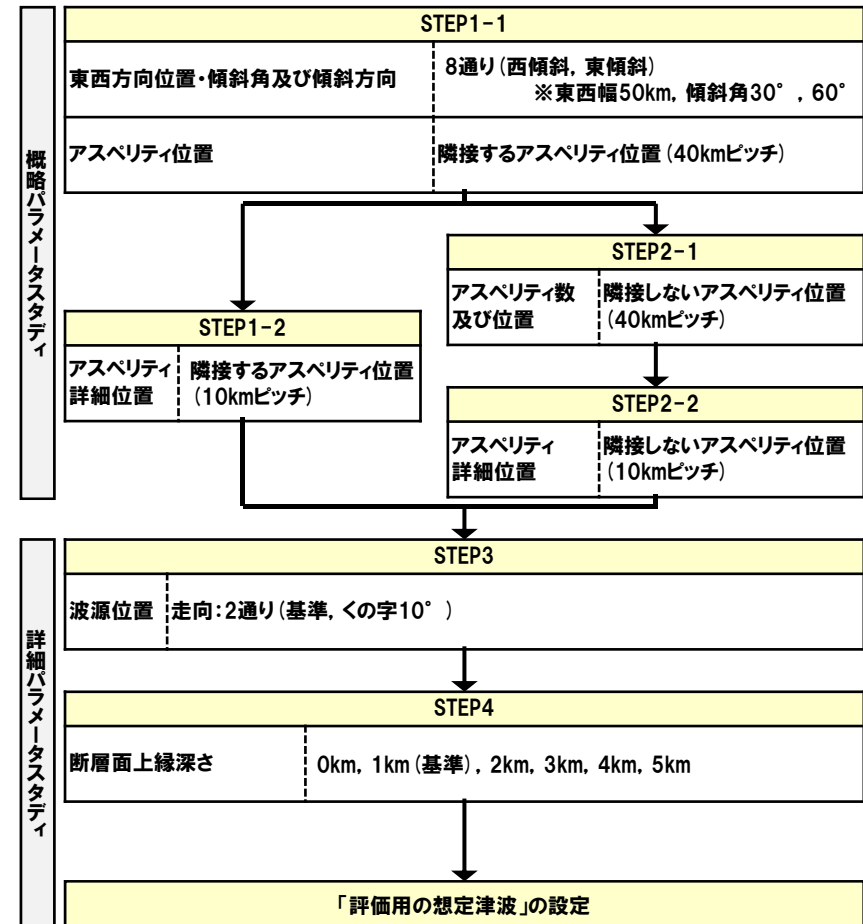 概略パラメータスタディ
STEP1-1
東西方向位置・傾斜角及び傾斜方向
8通り(西傾斜, 東傾斜)
※東西幅50km, 傾斜角30°, 60°
アスペリティ位置
隣接するアスペリティ位置(40kmピッチ)
STEP1-2
アスペリティ
詳細位置
隣接するアスペリティ位置
(10kmピッチ)
STEP2-1
アスペリティ数
及び位置
隣接しないアスペリティ位置
(40kmピッチ)
STEP2-2
アスペリティ
詳細位置
隣接しないアスペリティ位置
(10kmピッチ)
詳細パラメータスタディ
STEP3
波源位置
走向:2通り(基準, くの字10°)
STEP4
断層面上縁深さ
0km, 1km(基準), 2km, 3km, 4km, 5km
「評価用の想定津波」の設定